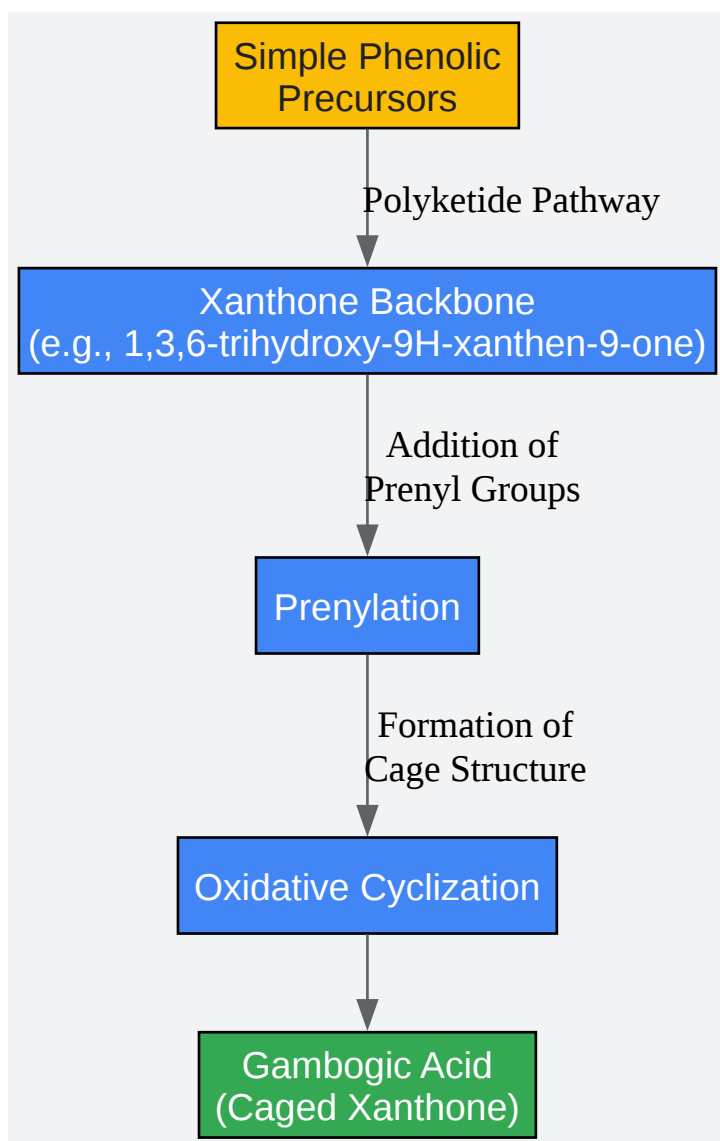 Simple Phenolic
Precursors
Polyketide Pathway
Xanthone Backbone
(e.g., 1,3,6-trihydroxy-9H-xanthen-9-one)
Addition of
Prenyl Groups
Prenylation
Formation of
Cage Structure
Oxidative Cyclization
Gambogic Acid
(Caged Xanthone)